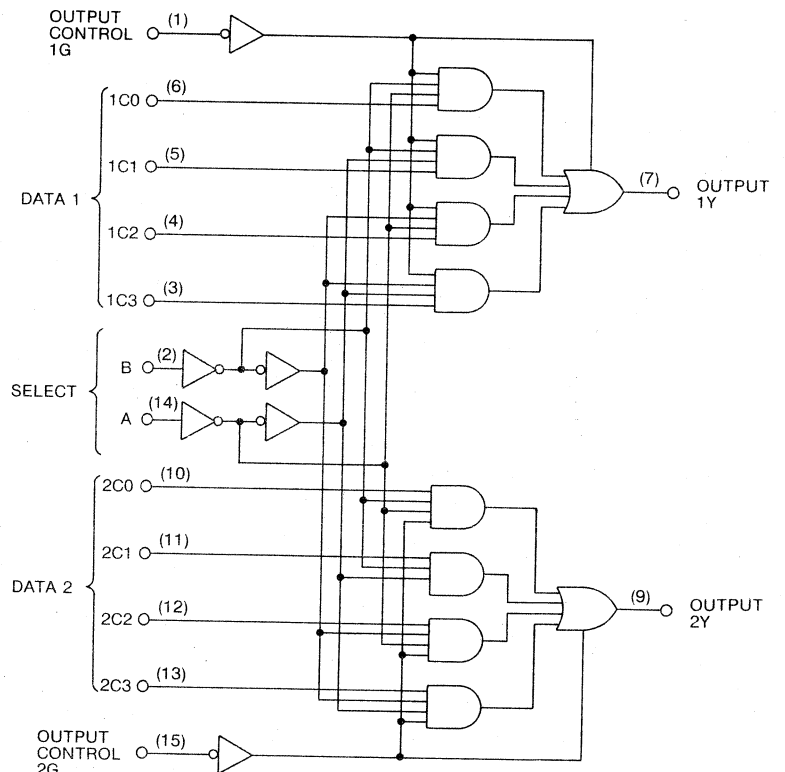 OUTPUT
CONTROL
1G
(1)
1C0
(6)
1C1
(5)
DATA 1
1C2
(4)
1C3
(3)
(7)
OUTPUT
1Y
SELECT
B
(2)
A
(14)
2C0
(10)
2C1
(11)
DATA 2
2C2
(12)
2C3
(13)
(9)
OUTPUT
2Y
OUTPUT
CONTROL
2G
(15)